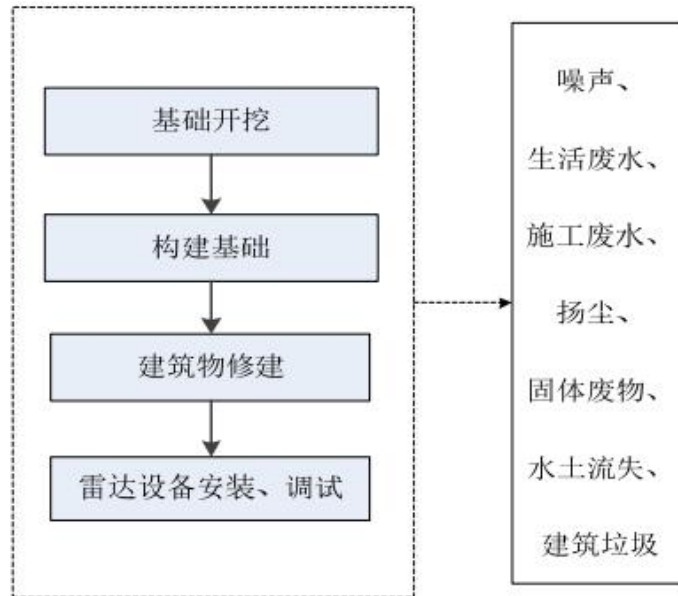 基础开挖
构建基础
建筑物修建
雷达设备安装、调试
噪声、
生活废水、
施工废水、
扬尘、
固体废物、
水土流失、
建筑垃圾